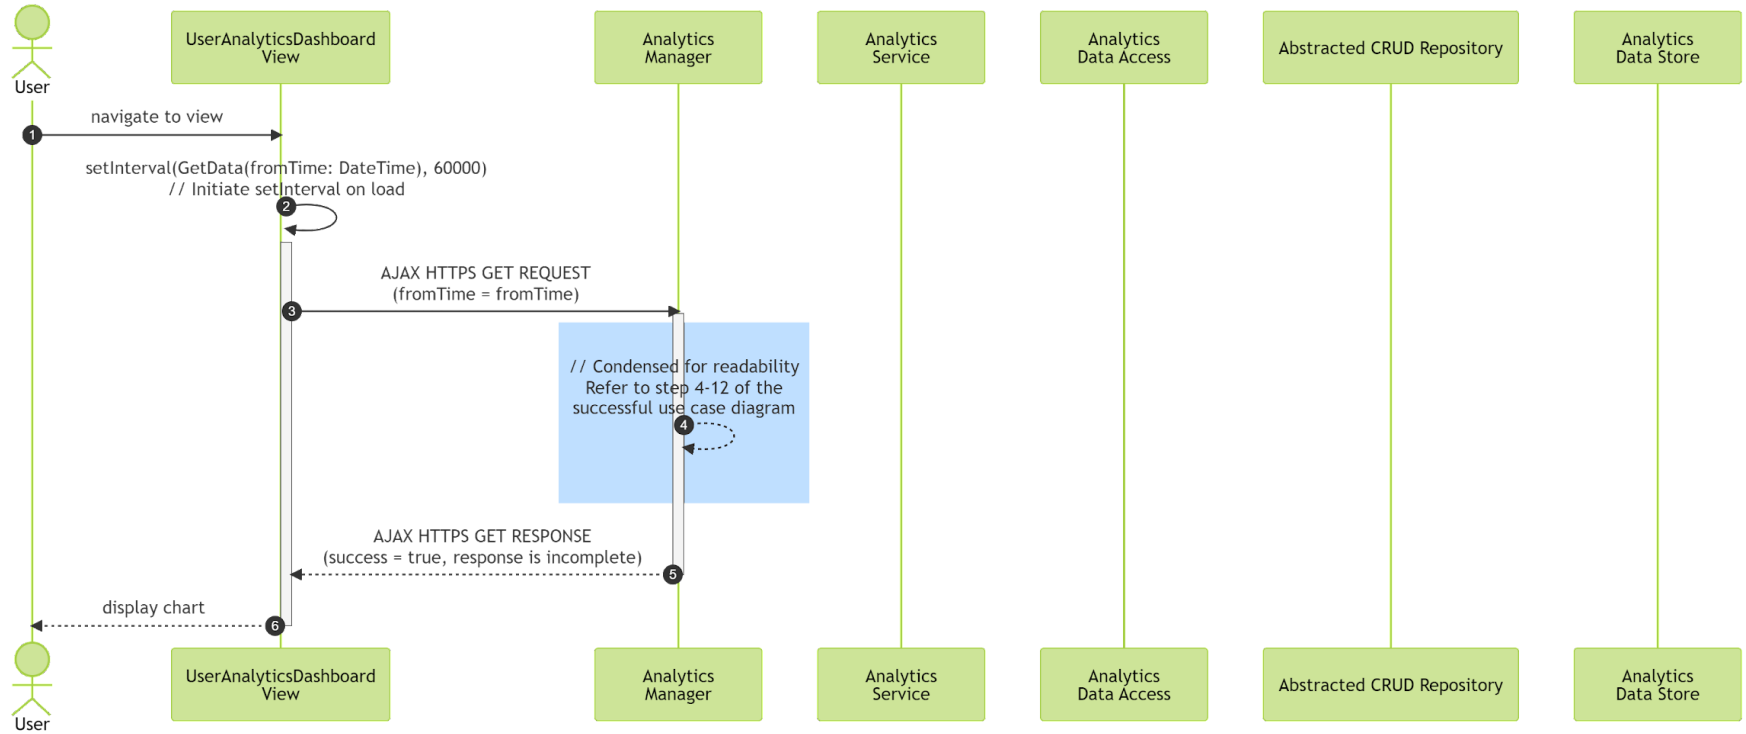 User
UserAnalyticsDashboard
View
Analytics
Manager
Analytics
Service
Analytics
Data Access
Abstracted CRUD Repository
Analytics
Data Store
navigate to view
1
setInterval(GetData(fromTime: DateTime), 60000)
// Initiate setInterval on load
2
AJAX HTTPS GET REQUEST
(fromTime = fromTime)
3
// Condensed for readability
Refer to step 4-12 of the
successful use case diagram
4
AJAX HTTPS GET RESPONSE
(success = true, response is incomplete)
5
display chart
6
User
UserAnalyticsDashboard
View
Analytics
Manager
Analytics
Service
Analytics
Data Access
Abstracted CRUD Repository
Analytics
Data Store